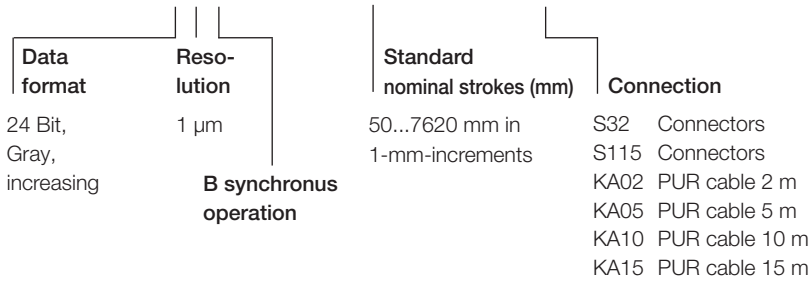 Data
format
24 Bit,
Gray,
increasing
Reso-
lution
1 µm
B synchronus
operation
Standard
nominal strokes (mm)
50...7620 mm in
1-mm-increments
Connection
S32 Connectors
S115 Connectors
KA02 PUR cable 2 m
KA05 PUR cable 5 m
KA10 PUR cable 10 m
KA15 PUR cable 15 m